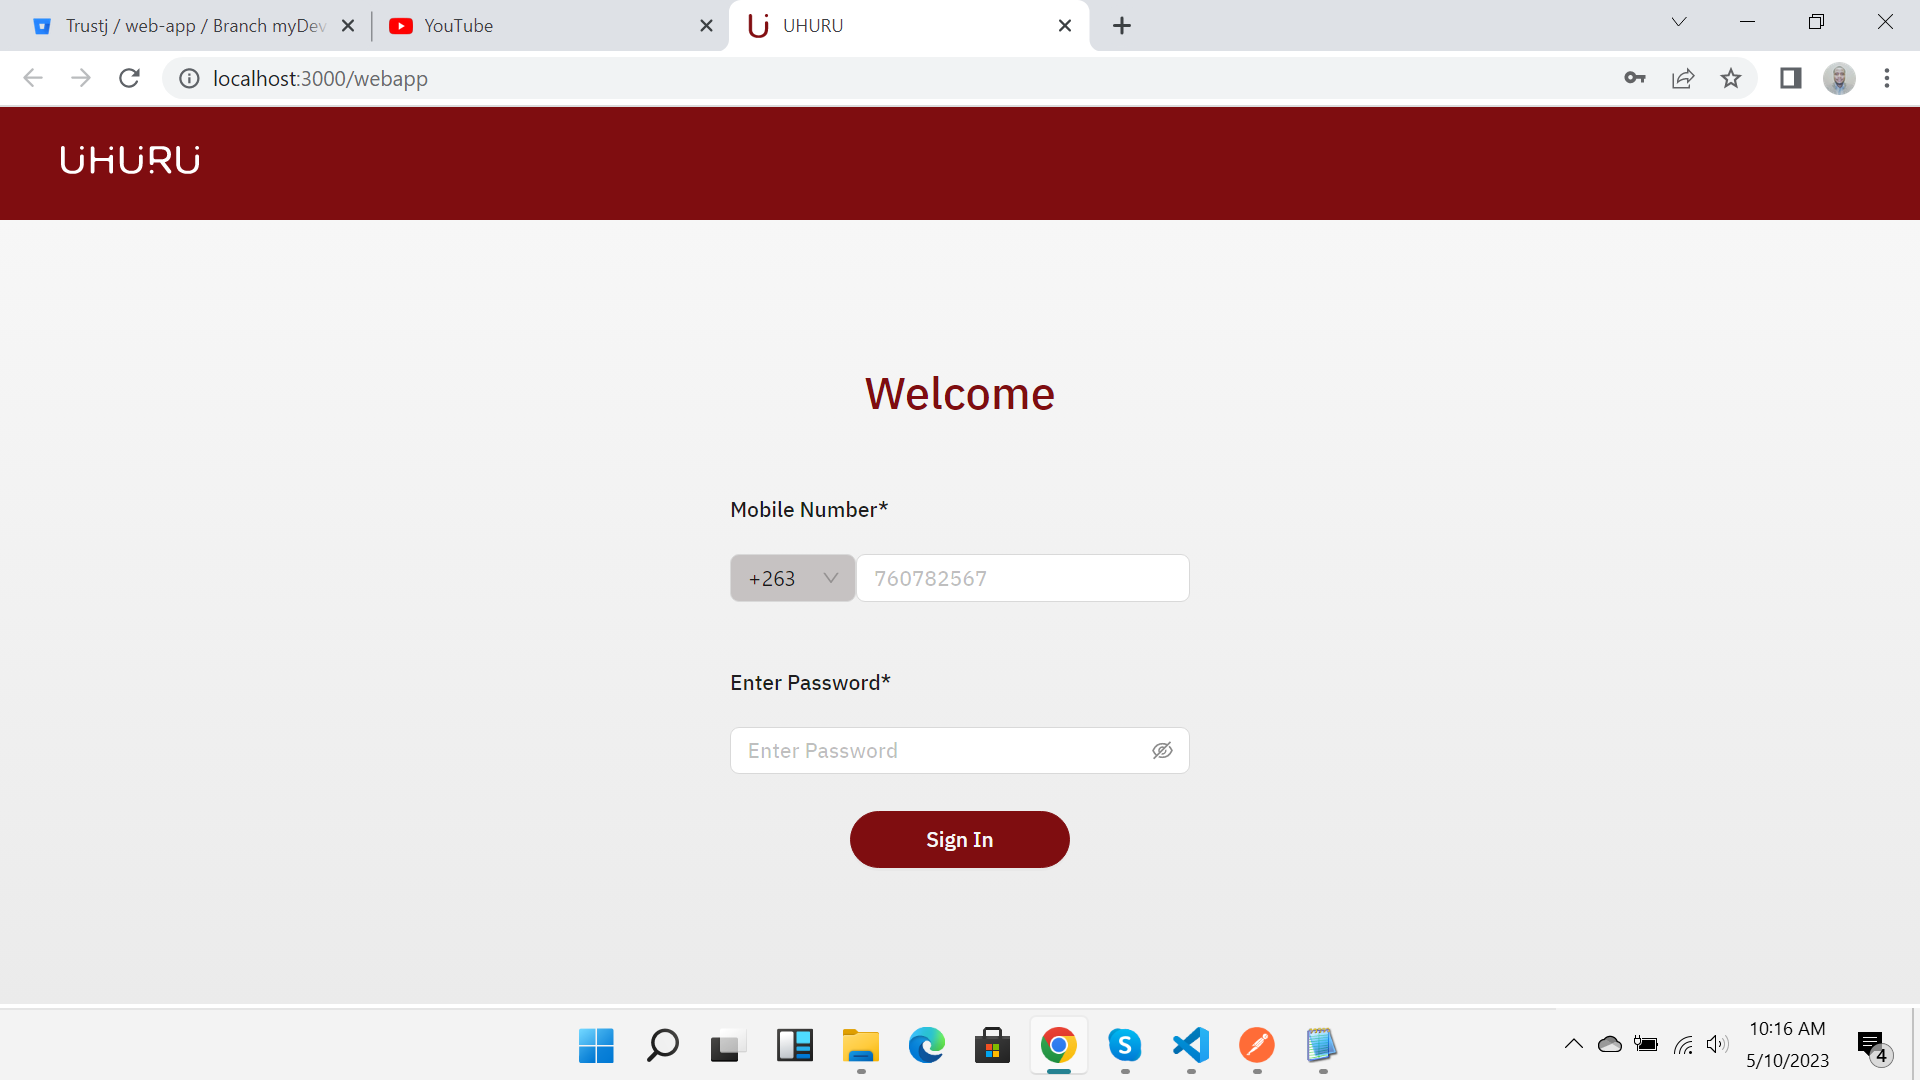 Trustj / web-app / Branch myDev
YouTube
UHURU
localhost:3000/webapp
UHURU
Welcome
Mobile Number*
+263
760782567
Enter Password*
Enter Password
Sign In
S
10:16 AM
5/10/2023
4